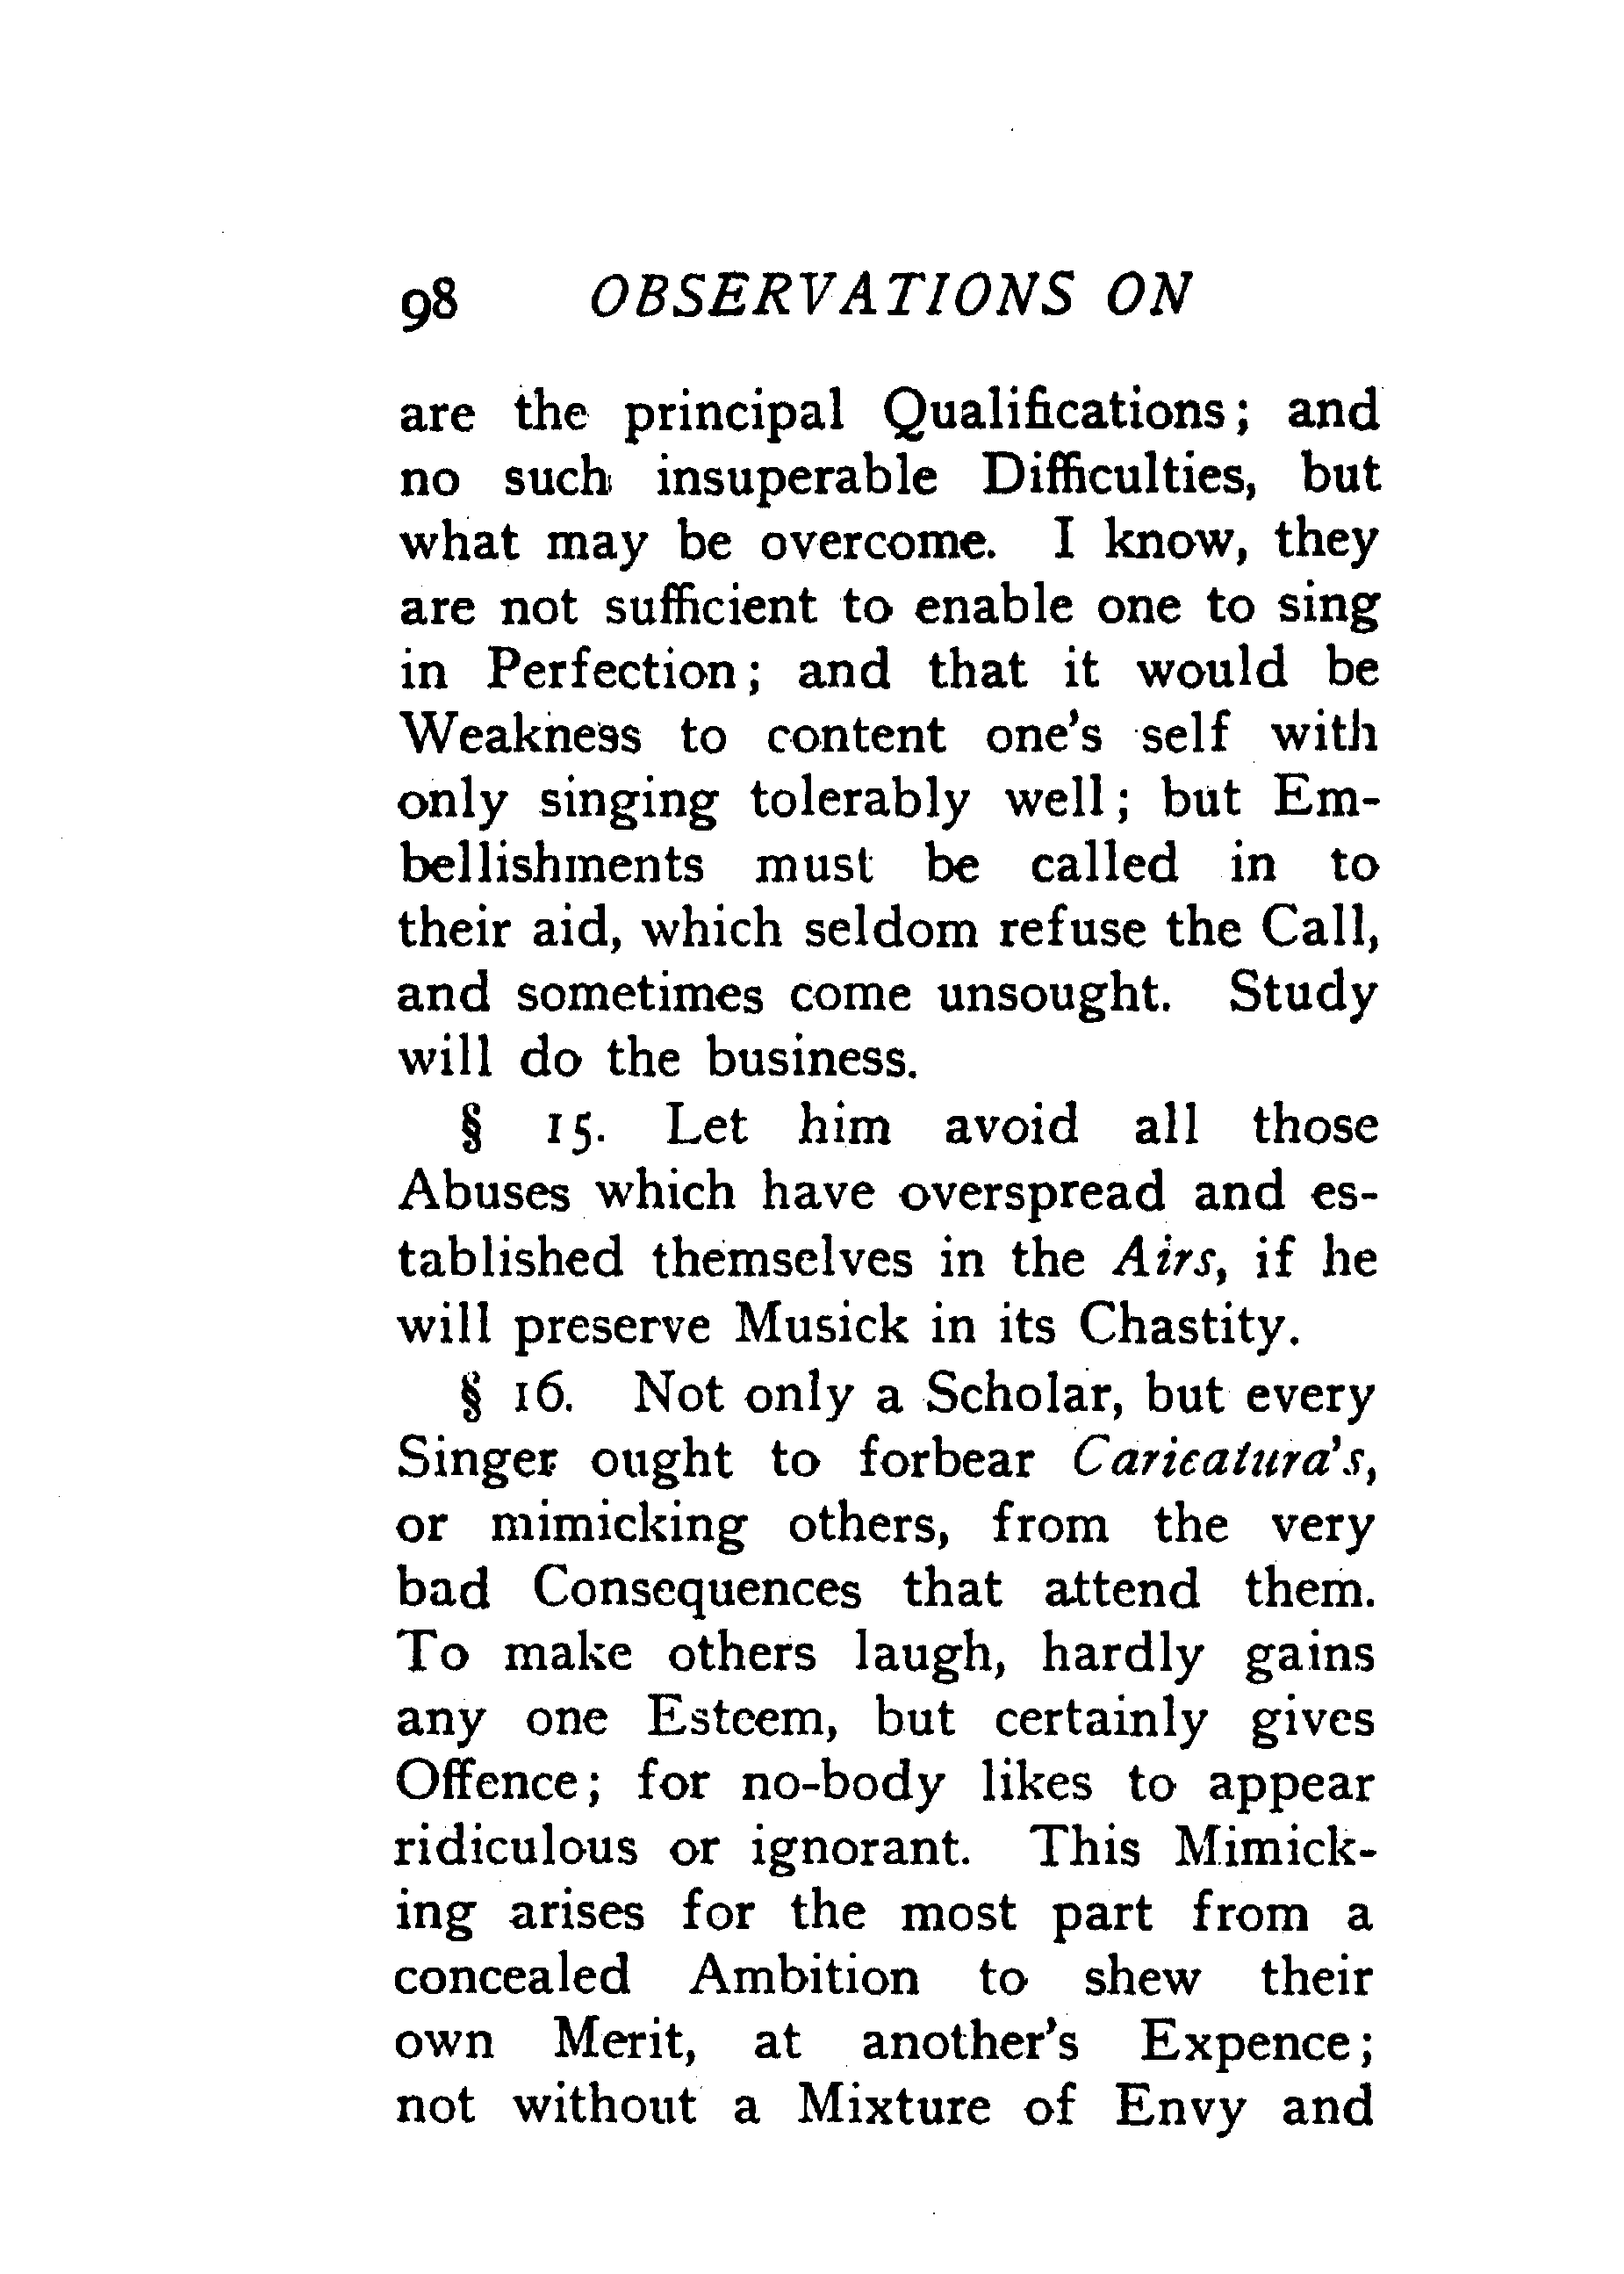 98 OBSERVATIONS ON
are the principal Qualifications; and
no such insuperable Difficulties, but
what may be overcome. I know, they
are not sufficient to enable one to sing
in Perfection; and that it would be
Weakness to content one's self with
only singing tolerably well; but Em-
bellishments must be called in to
their aid, which seldom refuse the Call,
and sometimes come unsought. Study
will do the business.
§ 15. Let him avoid all those
Abuses which have overspread and es-
tablished themselves in the Airs, if he
will preserve Musick in its Chastity.
§ 16. Not only a Scholar, but every
Singer ought to forbear Caricatura's,
or mimicking others, from the very
bad Consequences that attend them.
To make others laugh, hardly gains
any one Esteem, but certainly gives
Offence; for no-body likes to appear
ridiculous or ignorant. This Mimick-
ing arises for the most part from a
concealed Ambition to shew their
own Merit, at another's Expence;
not without a Mixture of Envy and